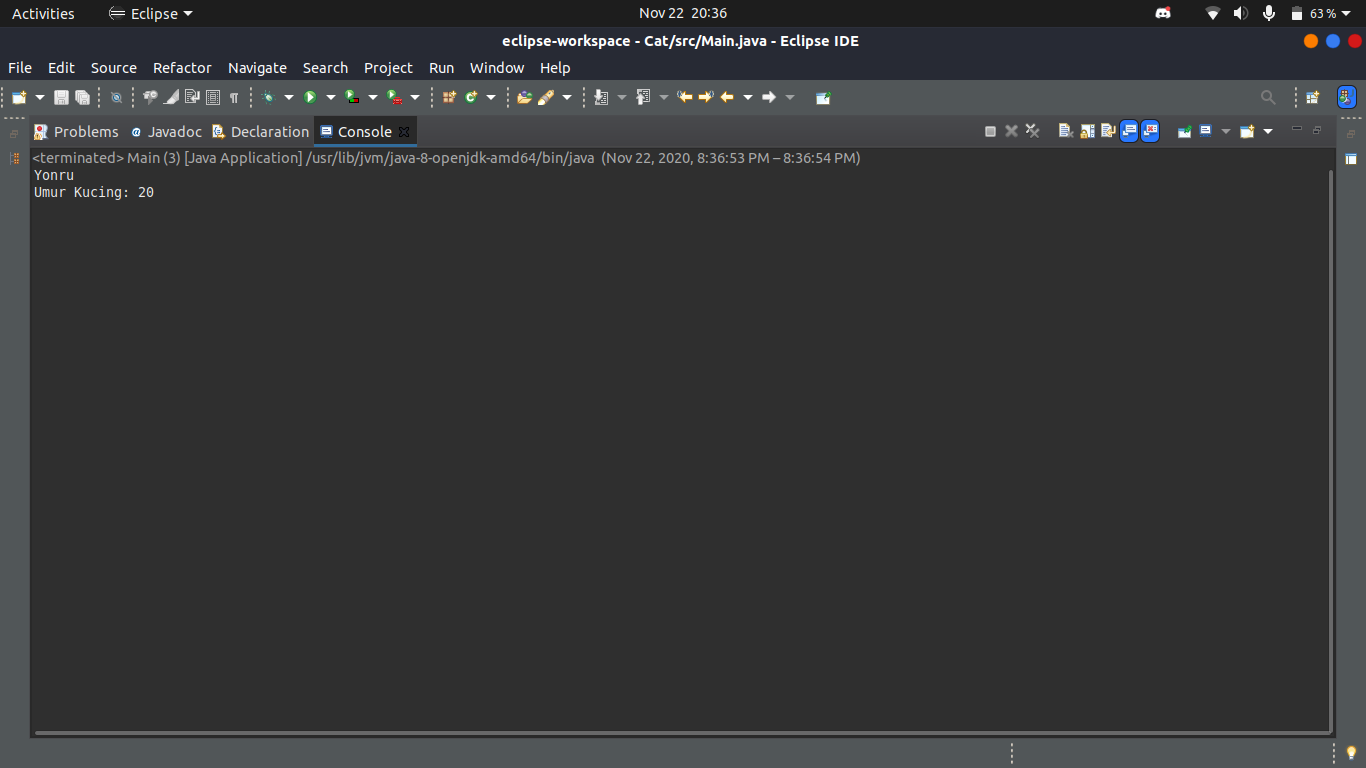 Activities Eclipse Nov 22 20:36 63 %
eclipse-workspace - Cat/src/Main.java - Eclipse IDE
File Edit Source Refactor Navigate Search Project Run Window Help
Problems @ Javadoc Declaration Console
<terminated> Main (3) [Java Application] /usr/lib/jvm/java-8-openjdk-amd64/bin/java (Nov 22, 2020, 8:36:53 PM – 8:36:54 PM)
Yonru
Umur Kucing: 20